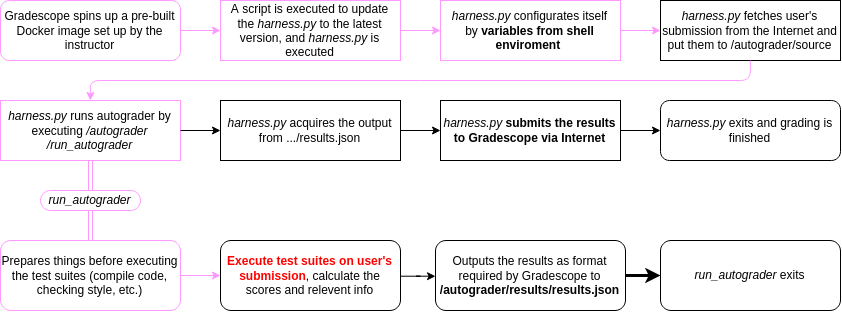 Gradescope spins up a pre-built
Docker image set up by the
instructor
A script is executed to update
the harness.py to the latest
version, and harness.py is
executed
harness.py configurates itself
by variables from shell
enviroment
harness.py fetches user's
submission from the Internet and
put them to /autograder/source
harness.py runs autograder by
executing /autograder
/run_autograder
harness.py acquires the output
from .../results.json
harness.py submits the results
to Gradescope via Internet
harness.py exits and grading is
finished
run_autograder
Prepares things before executing
the test suites (compile code,
checking style, etc.)
Execute test suites on user's
submission, calculate the
scores and relevent info
Outputs the results as format
required by Gradescope to
/autograder/results/results.json
run_autograder exits